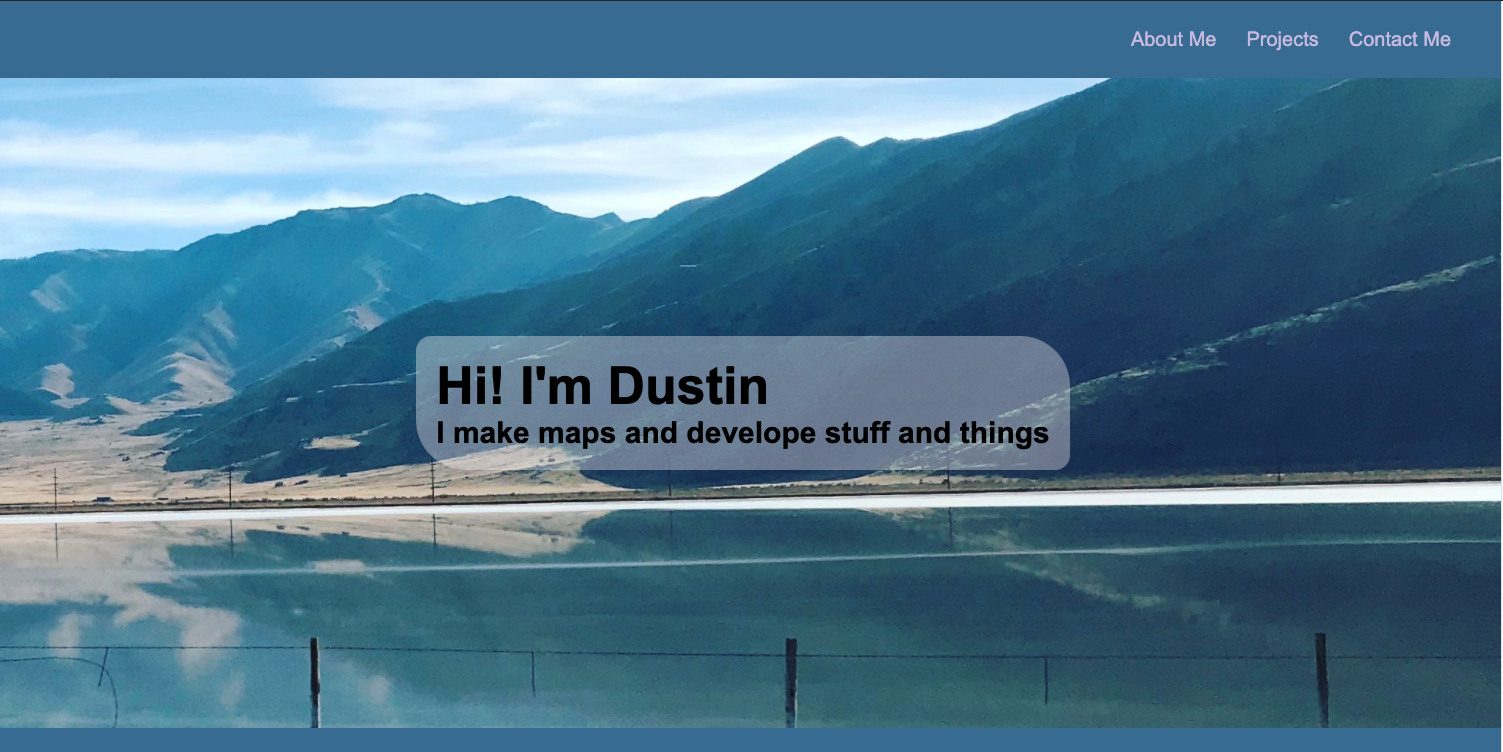 About Me Projects Contact Me
Hi! I'm Dustin
I make maps and develope stuff and things